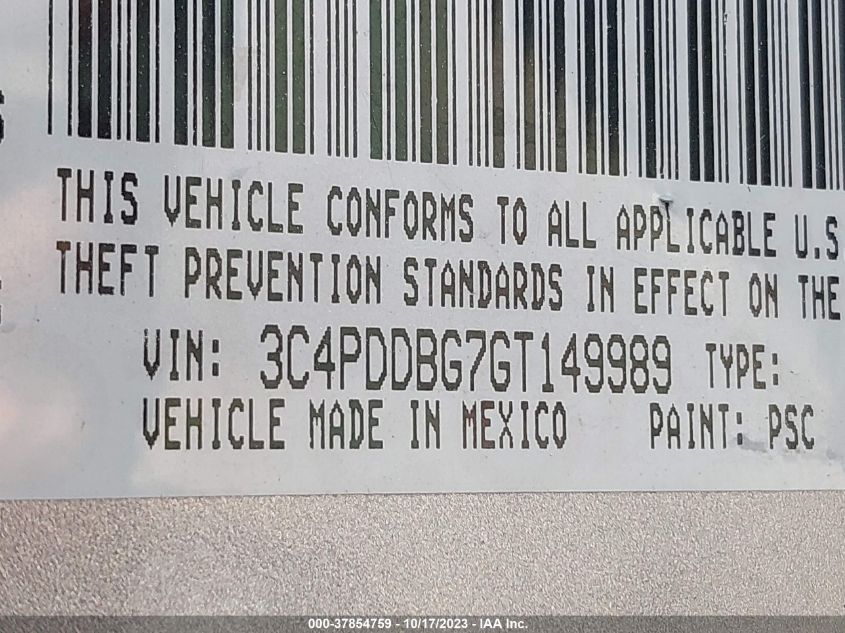 THIS VEHICLE CONFORMS TO ALL APPLICABLE U.S
THEFT PREVENTION STANDARDS IN EFFECT ON THE
VIN: 3C4PDDBG7GT149989 TYPE:
VEHICLE MADE IN MEXICO PAINT: PSC
000-37854759 - 10/17/2023 - IAA Inc.